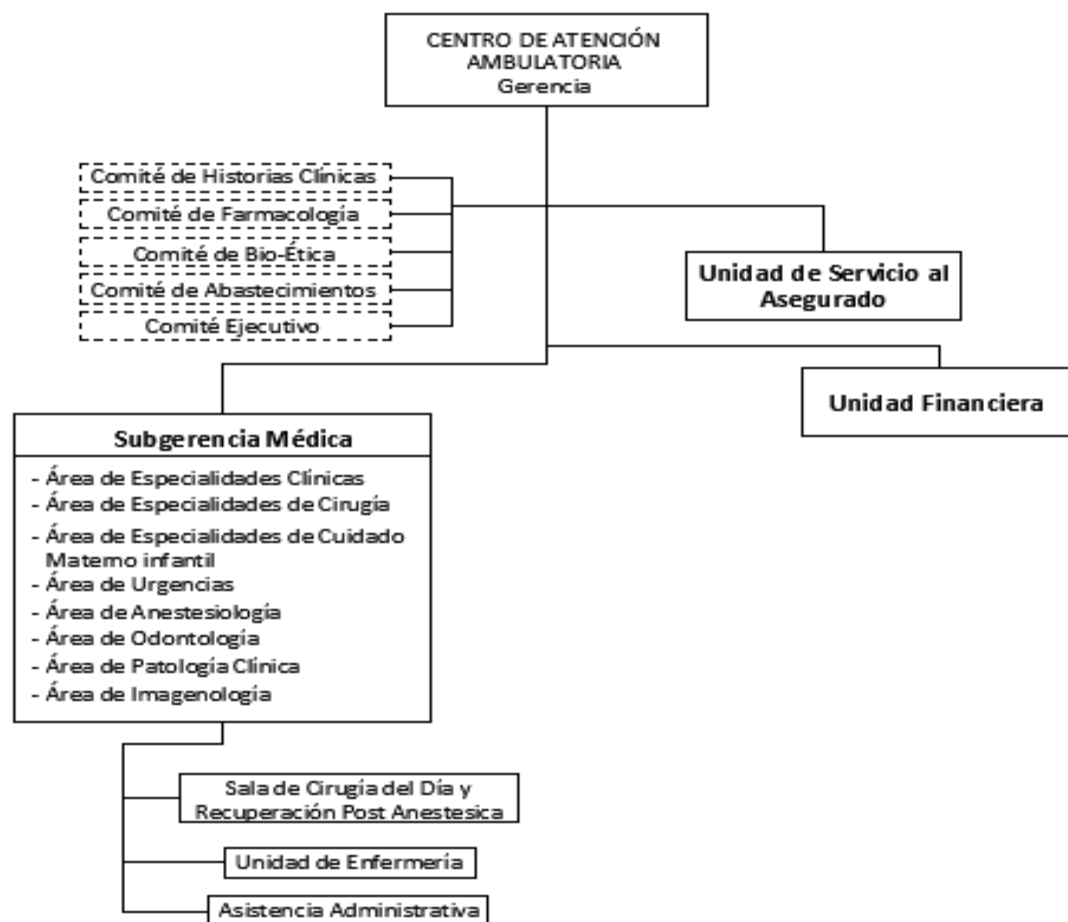 CENTRO DE ATENCIÓN
AMBULATORIA
Gerencia
Comité de Historias Clínicas
Comité de Farmacología
Comité de Bio-Ética
Comité de Abastecimientos
Comité Ejecutivo
Unidad de Servicio al
Asegurado
Unidad Financiera
Subgerencia Médica
- Área de Especialidades Clínicas
- Área de Especialidades de Cirugía
- Área de Especialidades de Cuidado
Materno infantil
- Área de Urgencias
- Área de Anestesiología
- Área de Odontología
- Área de Patología Clínica
- Área de Imagenología
Sala de Cirugía del Día y
Recuperación Post Anestesica
Unidad de Enfermería
Asistencia Administrativa